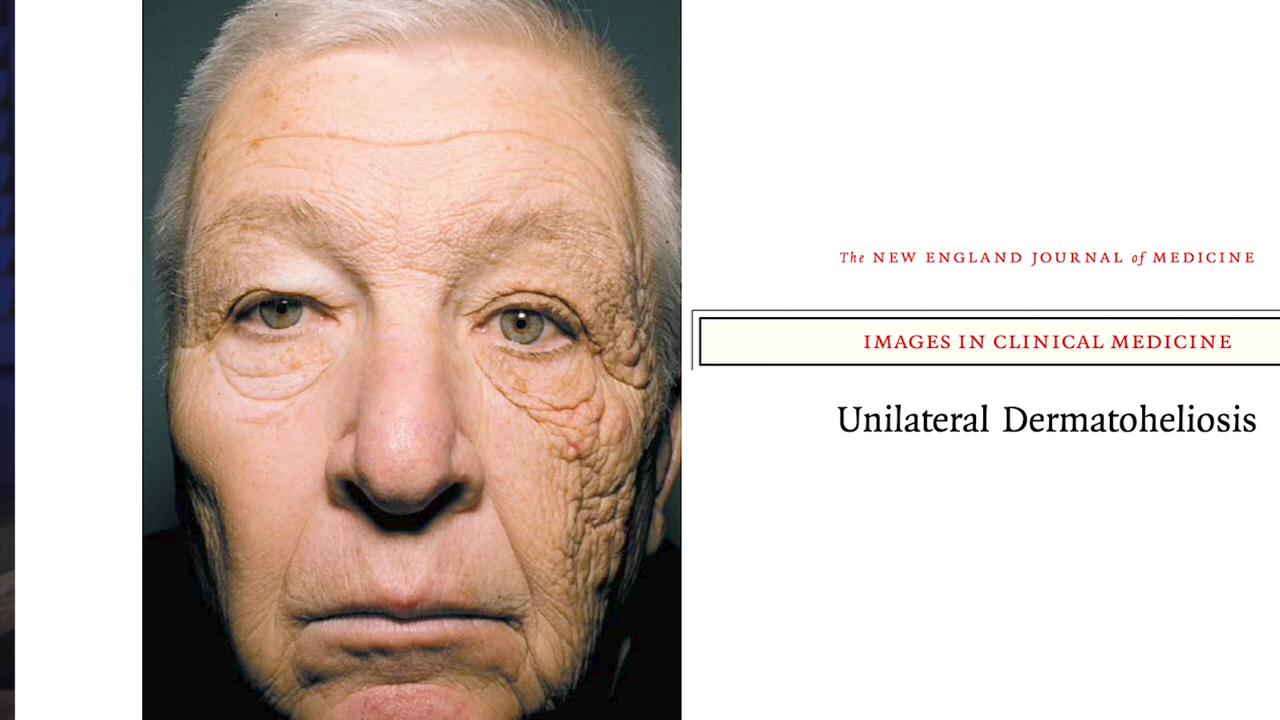 The NEW ENGLAND JOURNAL of MEDICINE
IMAGES IN CLINICAL MEDICINE
Unilateral Dermatoheliosis